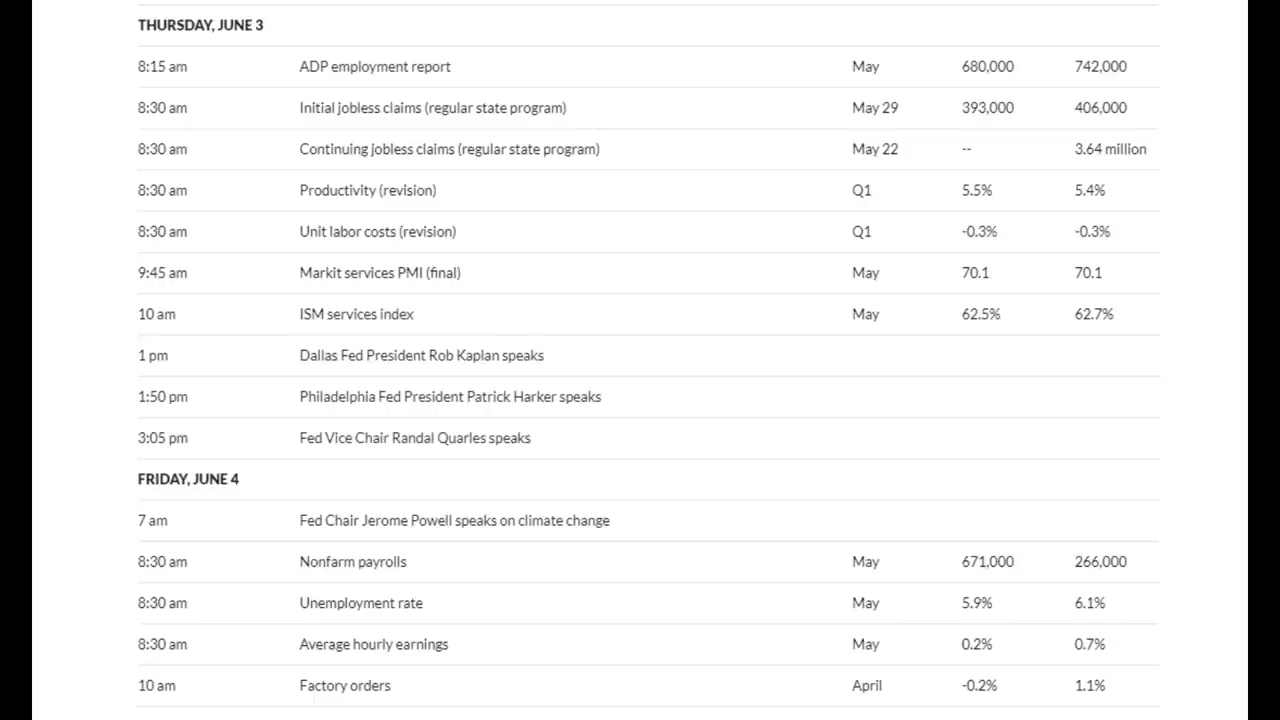 THURSDAY, JUNE 3
8:15 am ADP employment report May 680,000 742,000
8:30 am Initial jobless claims (regular state program) May 29 393,000 406,000
8:30 am Continuing jobless claims (regular state program) May 22 -- 3.64 million
8:30 am Productivity (revision) Q1 5.5% 5.4%
8:30 am Unit labor costs (revision) Q1 -0.3% -0.3%
9:45 am Markit services PMI (final) May 70.1 70.1
10 am ISM services index May 62.5% 62.7%
1 pm Dallas Fed President Rob Kaplan speaks
1:50 pm Philadelphia Fed President Patrick Harker speaks
3:05 pm Fed Vice Chair Randal Quarles speaks
FRIDAY, JUNE 4
7 am Fed Chair Jerome Powell speaks on climate change
8:30 am Nonfarm payrolls May 671,000 266,000
8:30 am Unemployment rate May 5.9% 6.1%
8:30 am Average hourly earnings May 0.2% 0.7%
10 am Factory orders April -0.2% 1.1%